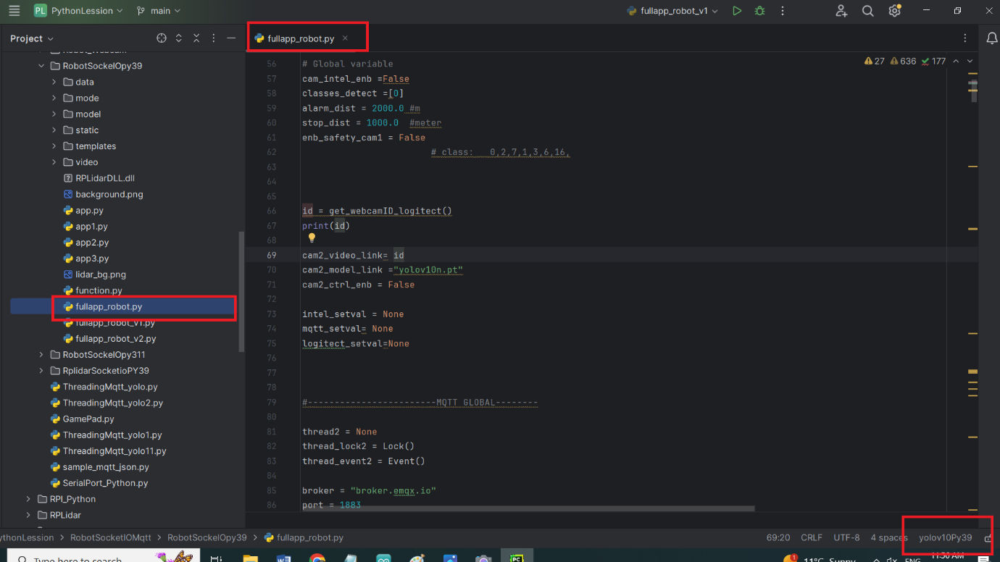 PL PythonLession main fullapp_robot_v1
Project
fullapp_robot.py
27 636 177
RobotSockelOpy39
data
mode
model
static
templates
video
RPLidarDLL.dll
background.png
app.py
app1.py
app2.py
app3.py
lidar_bg.png
function.py
fullapp_robot.py
fullapp_robot_v1.py
fullapp_robot_v2.py
RobotSockelOpy311
RplidarSocketioPY39
ThreadingMqtt_yolo.py
ThreadingMqtt_yolo2.py
GamePad.py
ThreadingMqtt_yolo1.py
ThreadingMqtt_yolo11.py
sample_mqtt_json.py
SerialPort_Python.py
RPI_Python
RPLidar
56 # Global variable
57 cam_intel_enb =False
58 classes_detect =[0]
59 alarm_dist = 2000.0 #m
60 stop_dist = 1000.0 #meter
61 enb_safety_cam1 = False
62 # class: 0,2,7,1,3,6,16,
63
64
65
66 id = get_webcamID_logitect()
67 print(id)
68
69 cam2_video_link= id
70 cam2_model_link ="yolov10n.pt"
71 cam2_ctrl_enb = False
72
73 intel_setval = None
74 mqtt_setval= None
75 logitect_setval=None
76
77
78
79 #------------------------MQTT GLOBAL--------
80
81 thread2 = None
82 thread_lock2 = Lock()
83 thread_event2 = Event()
84
85 broker = "broker.emqx.io"
86 port = 1883
ythonLession RobotSocketIOMqtt RobotSockelOpy39 fullapp_robot.py 69:20 CRLF UTF-8 4 spaces yolov10Py39
Type here to search 11°C Sunny ENG 11:50 AM